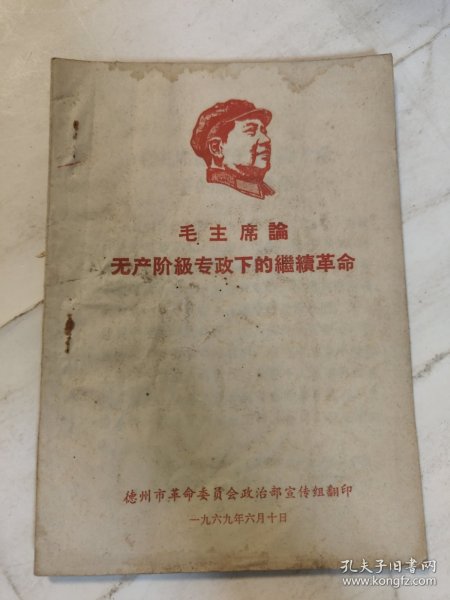 毛主席論
无产阶級专政下的繼續革命
德州市革命委員会政治部宣传組翻印
一九六九年六月十日
孔夫子旧书网
www.kongfz.com